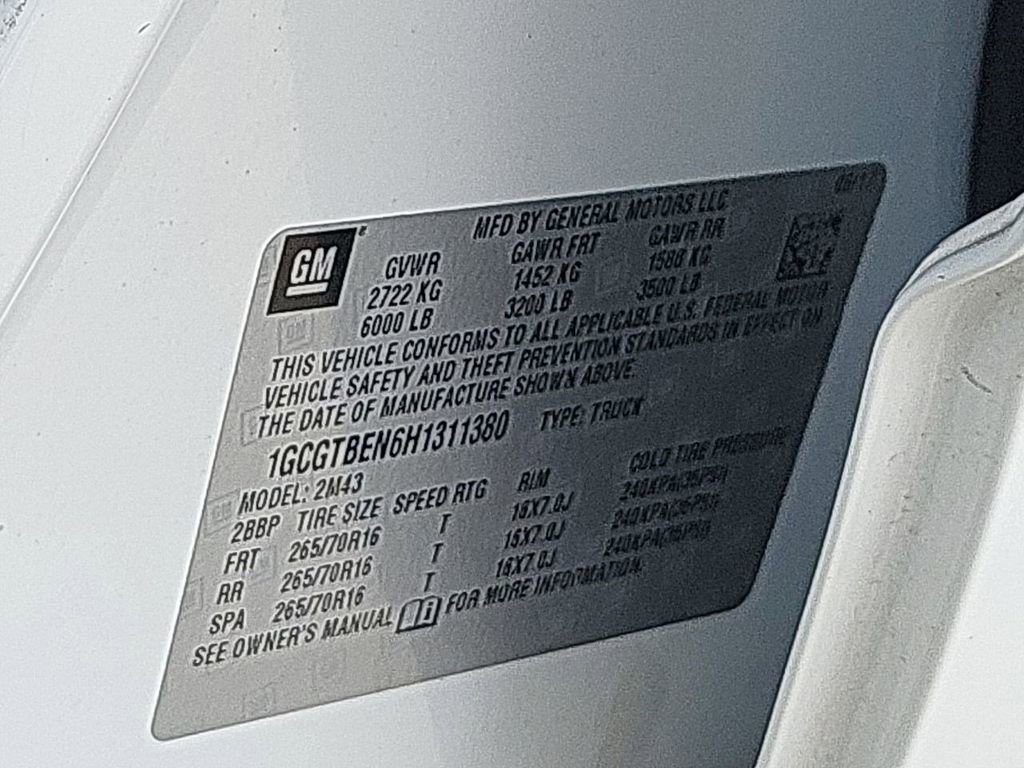 MFD BY GENERAL MOTORS LLC
GM GVWR GAWR FRT GAWR RR
2722 KG 1452 KG 1588 KG
6000 LB 3200 LB 3500 LB
THIS VEHICLE CONFORMS TO ALL APPLICABLE U.S. FEDERAL MOTOR
VEHICLE SAFETY AND THEFT PREVENTION STANDARDS IN EFFECT ON
THE DATE OF MANUFACTURE SHOWN ABOVE.
1GCGTBEN6H1311380 TYPE: TRUCK
MODEL: 2M43
2BBP TIRE SIZE SPEED RTG RIM COLD TIRE PRESSURE
FRT 265/70R16 T 16X7.0J 240KPA(35PSI)
RR 265/70R16 T 16X7.0J 240KPA(35PSI)
SPA 265/70R16 T 16X7.0J 240KPA(35PSI)
SEE OWNER'S MANUAL FOR MORE INFORMATION.